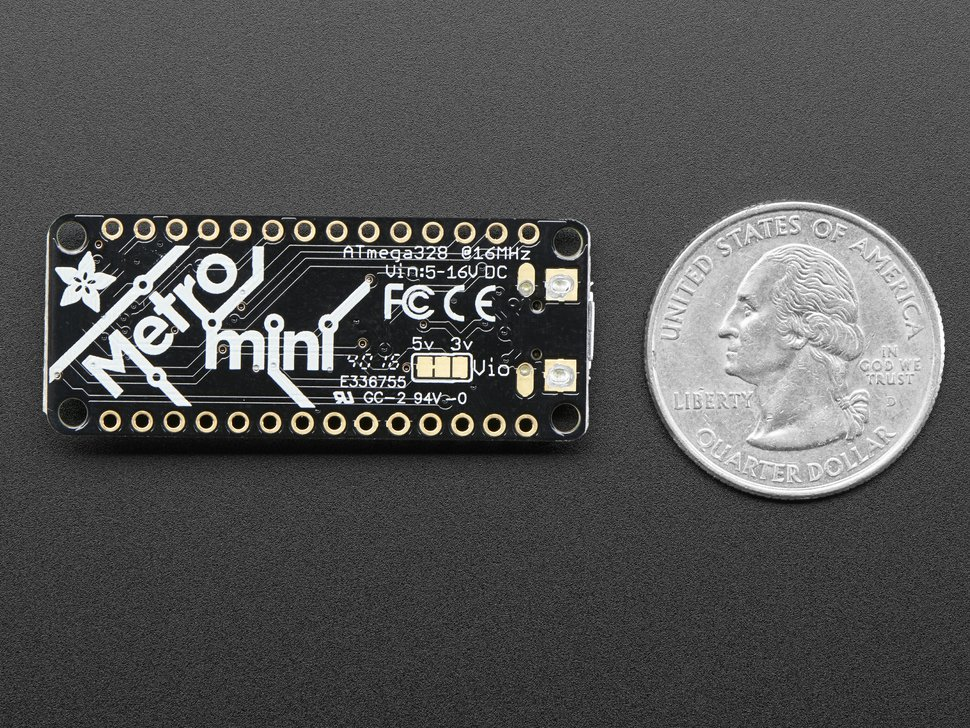 Metro
mini
ATmega328 @16MHz
Vin:5-16V DC
FC CE
5v 3v
Vio
4016
E336755
GC-2 94V-0
UNITED STATES OF AMERICA
LIBERTY
IN
GOD WE
TRUST
D
QUARTER DOLLAR